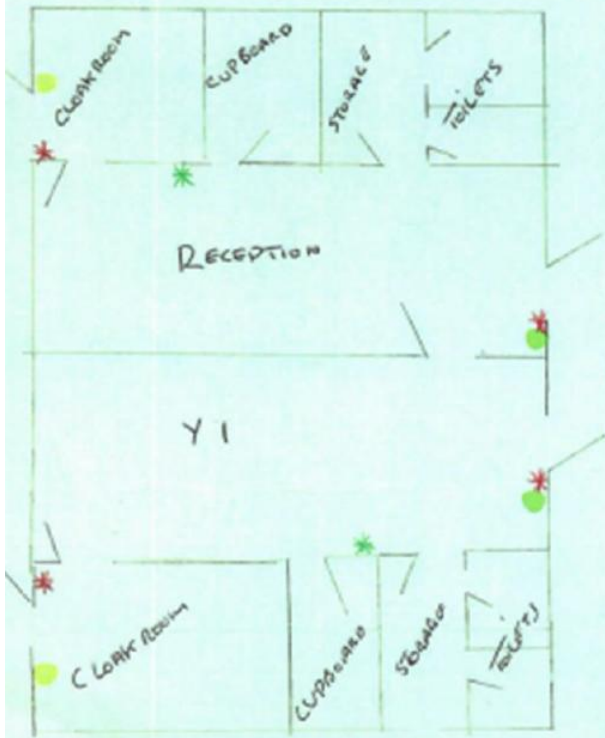 CLOAKROOM
CUPBOARD
STORAGE
TOILETS
RECEPTION
Y1
CLOAKROOM
CUPBOARD
STORAGE
TOILETS